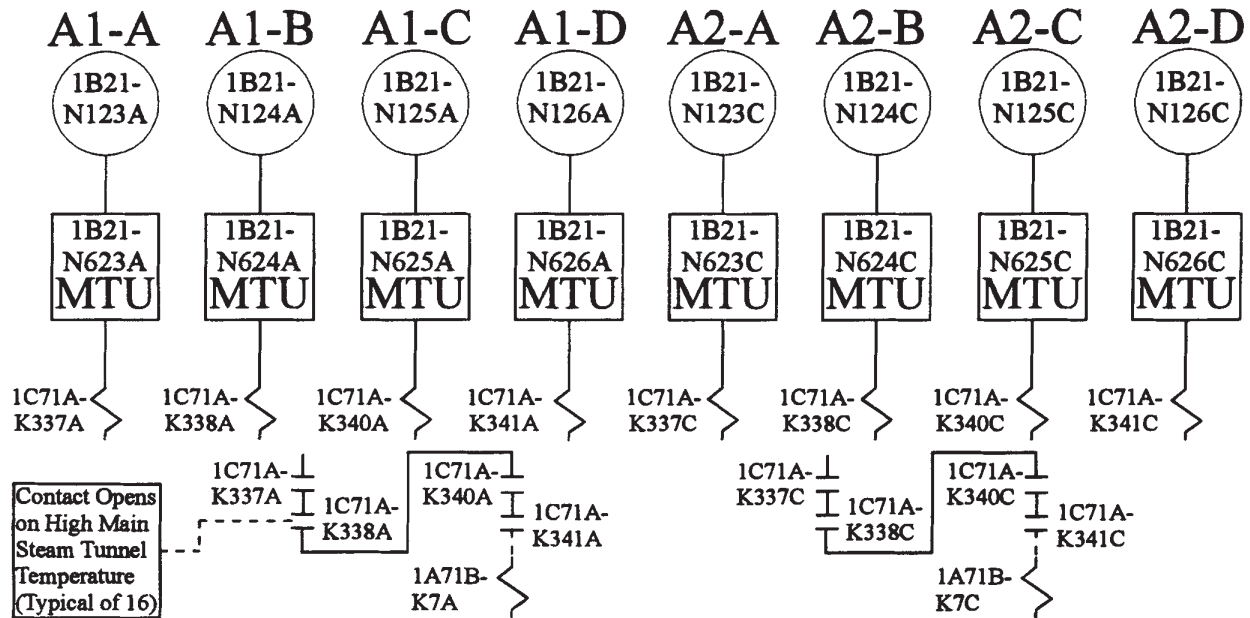 A1-A A1-B A1-C A1-D A2-A A2-B A2-C A2-D
1B21- 1B21- 1B21- 1B21- 1B21- 1B21- 1B21- 1B21-
N123A N124A N125A N126A N123C N124C N125C N126C
1B21- 1B21- 1B21- 1B21- 1B21- 1B21- 1B21- 1B21-
N623A N624A N625A N626A N623C N624C N625C N626C
MTU MTU MTU MTU MTU MTU MTU MTU
1C71A- 1C71A- 1C71A- 1C71A- 1C71A- 1C71A- 1C71A- 1C71A-
K337A K338A K340A K341A K337C K338C K340C K341C
Contact Opens
on High Main
Steam Tunnel
Temperature
(Typical of 16)
1C71A-
K337A
1C71A-
K338A
1C71A-
K340A
1C71A-
K341A
1A71B-
K7A
1C71A-
K337C
1C71A-
K338C
1C71A-
K340C
1C71A-
K341C
1A71B-
K7C